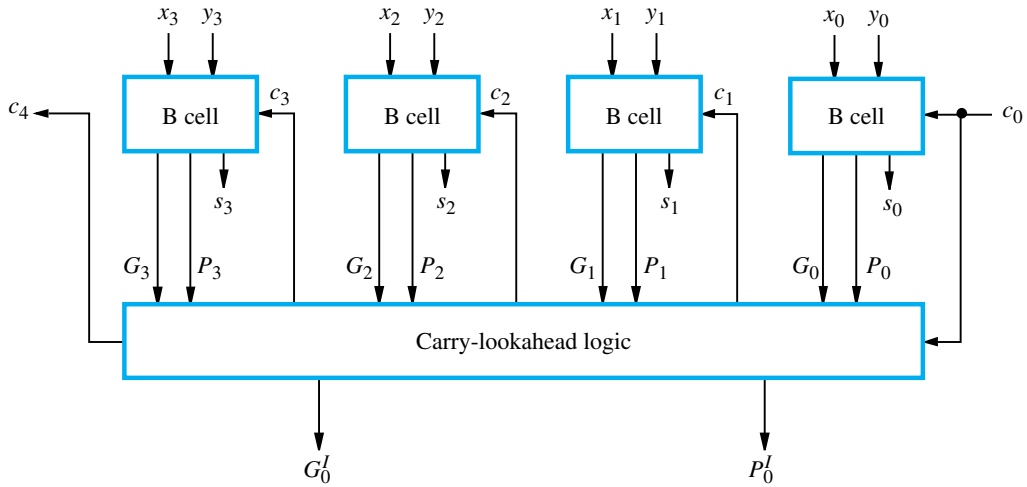 x₃ y₃ x₂ y₂ x₁ y₁ x₀ y₀
c₄ B cell c₃ B cell c₂ B cell c₁ B cell c₀
s₃ s₂ s₁ s₀
G₃ P₃ G₂ P₂ G₁ P₁ G₀ P₀
Carry-lookahead logic
G₀ᴵ P₀ᴵ